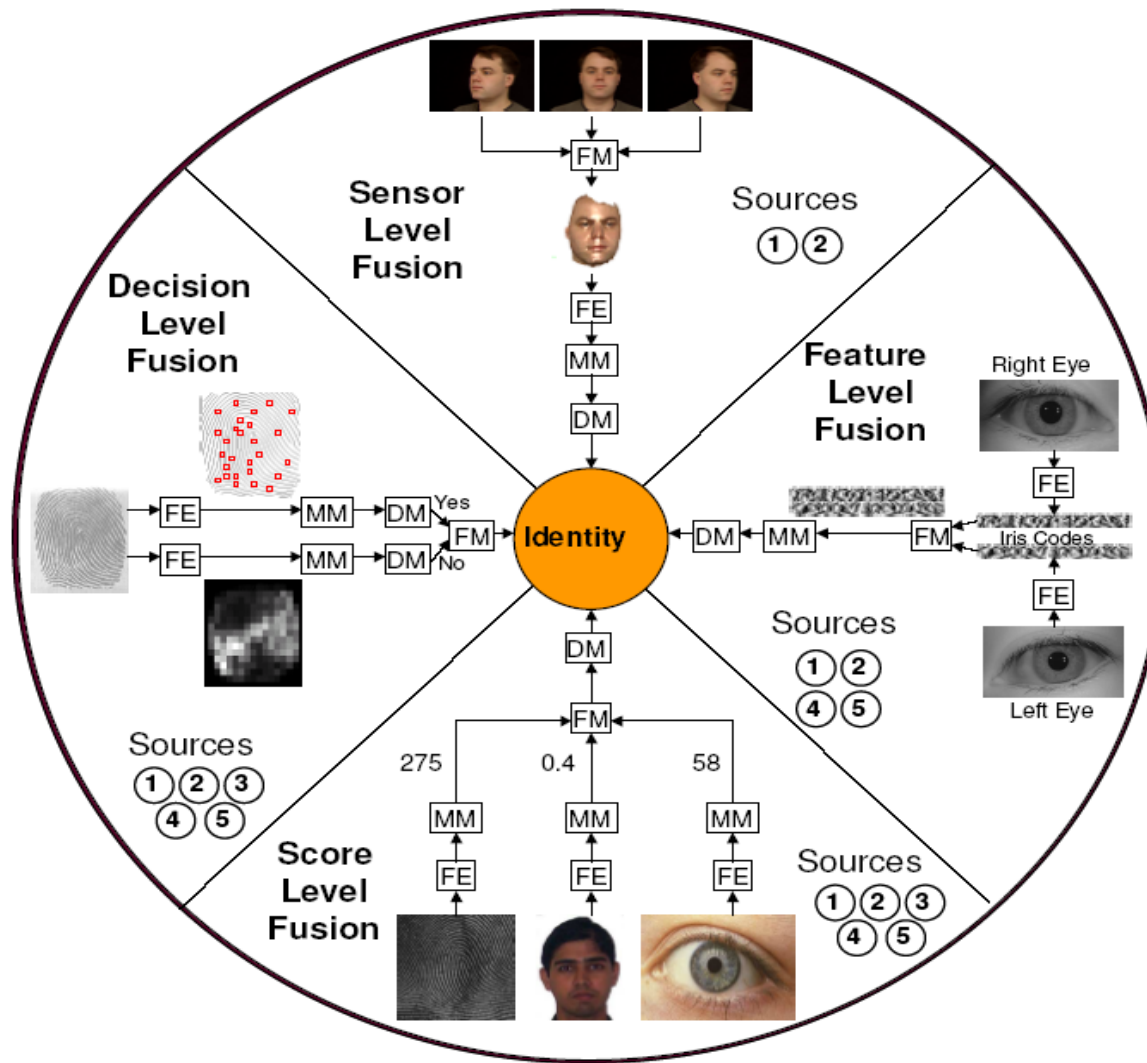 FM
Sensor
Level
Fusion
Sources
1 2
FE
MM
DM
Decision
Level
Fusion
FE MM DM Yes
FM
FE MM DM No
Sources
1 2 3
4 5
Identity
Feature
Level
Fusion
Right Eye
FE
DM MM FM Iris Codes
FE
Left Eye
Sources
1 2
4 5
DM
FM
275 0.4 58
MM MM MM
FE FE FE
Score
Level
Fusion
Sources
1 2 3
4 5